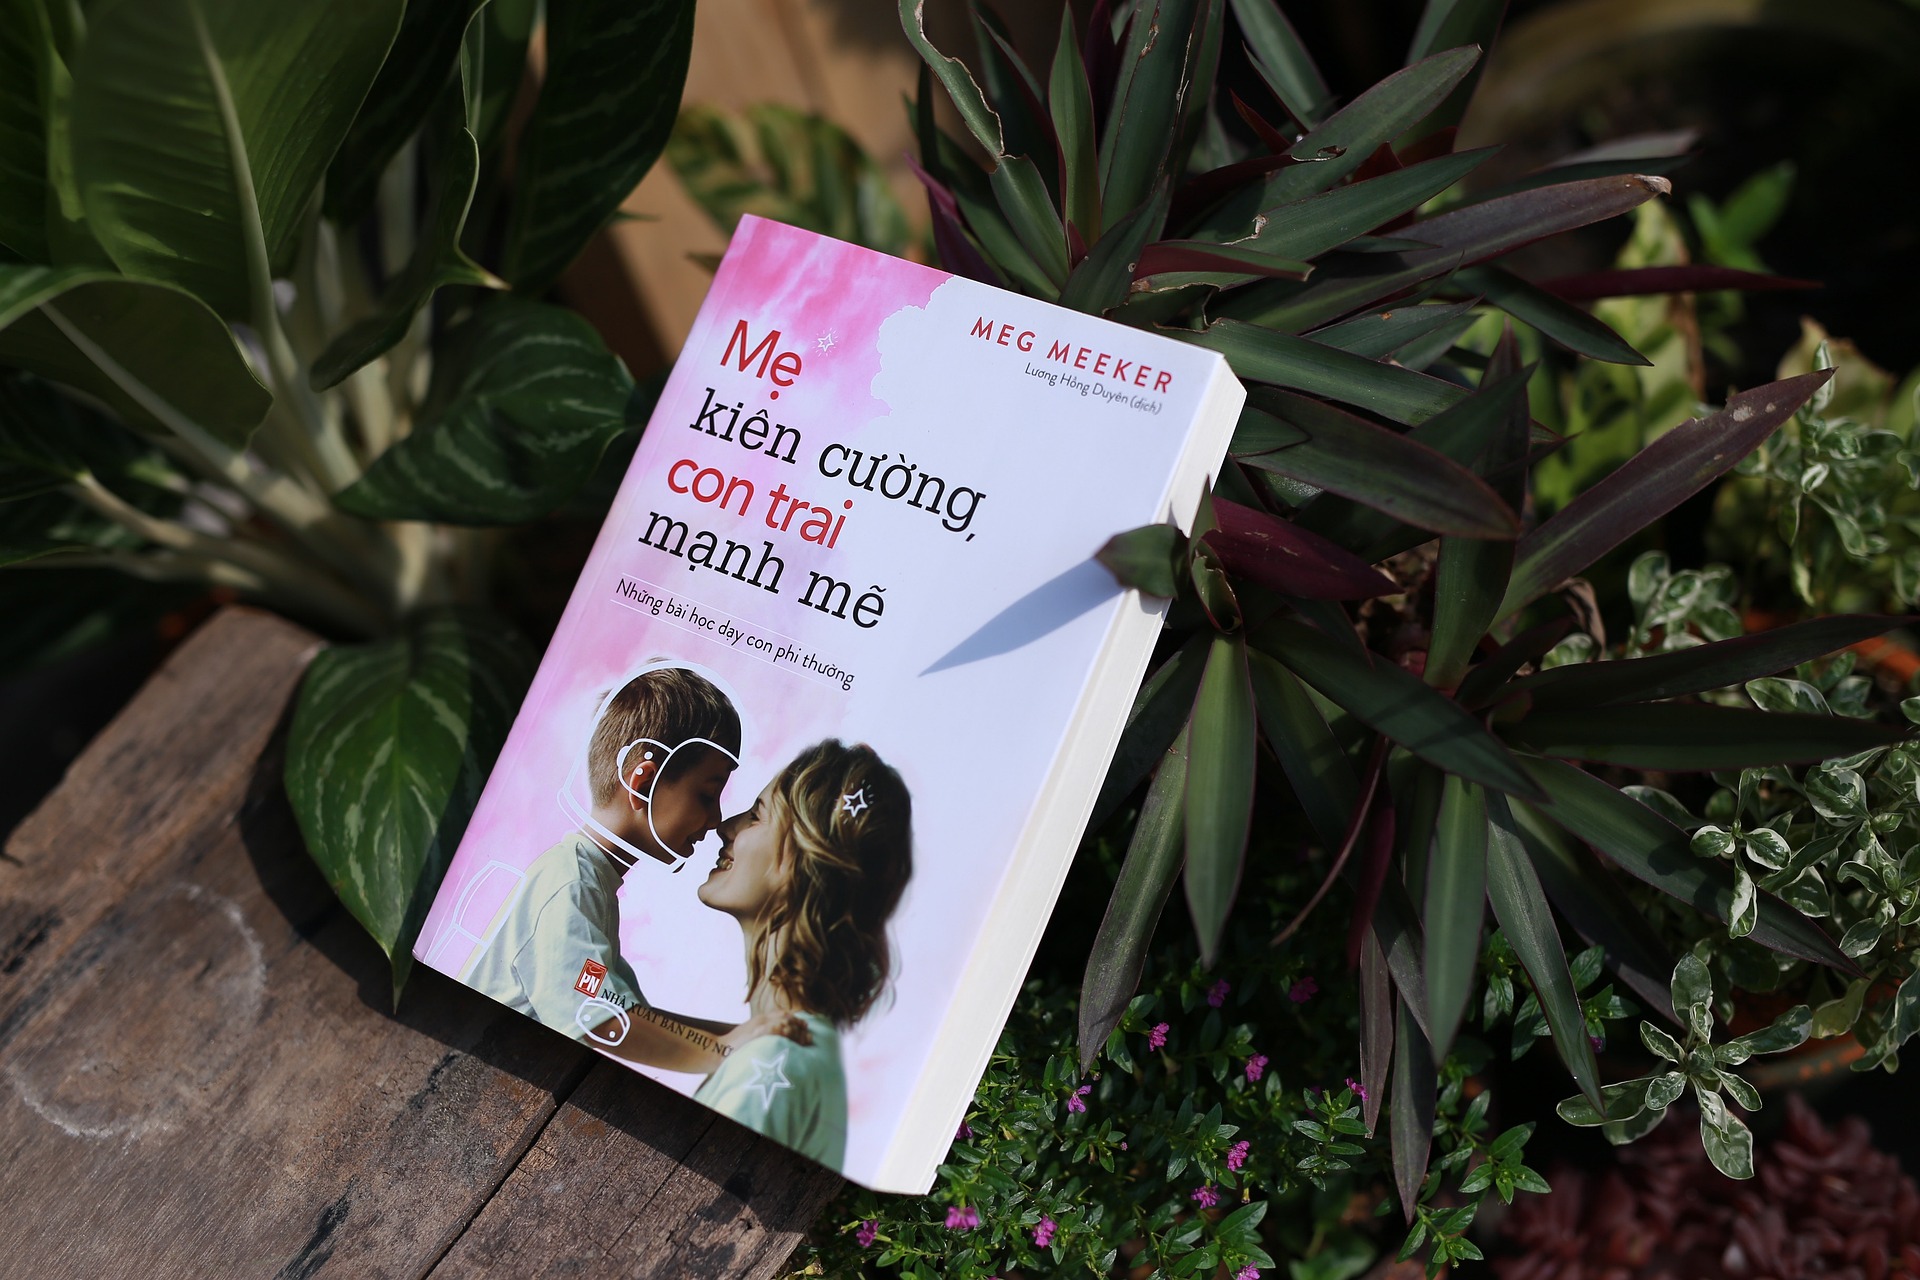 MEG MEEKER
Lương Hồng Duyên (dịch)
Mẹ
kiên cường,
con trai
mạnh mẽ
Những bài học dạy con phi thường
PN
NHÀ XUẤT BẢN PHỤ NỮ